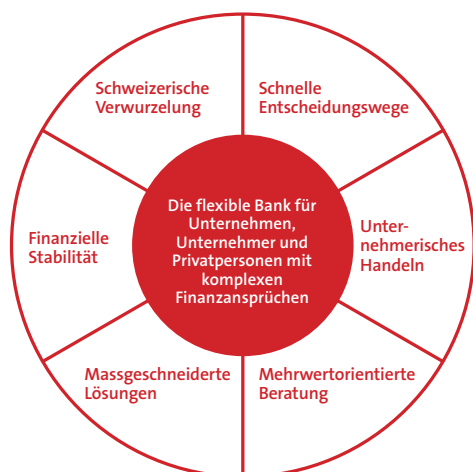 Schweizerische
Verwurzelung
Schnelle
Entscheidungswege
Die flexible Bank für
Unternehmen,
Unternehmer und
Privatpersonen mit
komplexen
Finanzansprüchen
Finanzielle
Stabilität
Unter-
nehmerisches
Handeln
Massgeschneiderte
Lösungen
Mehrwertorientierte
Beratung